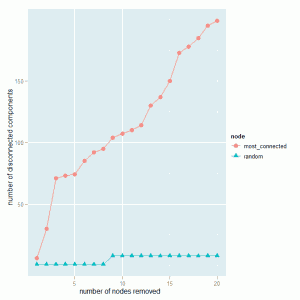 number of disconnected components
150
100
50
5
10
15
20
number of nodes removed
node
most_connected
random